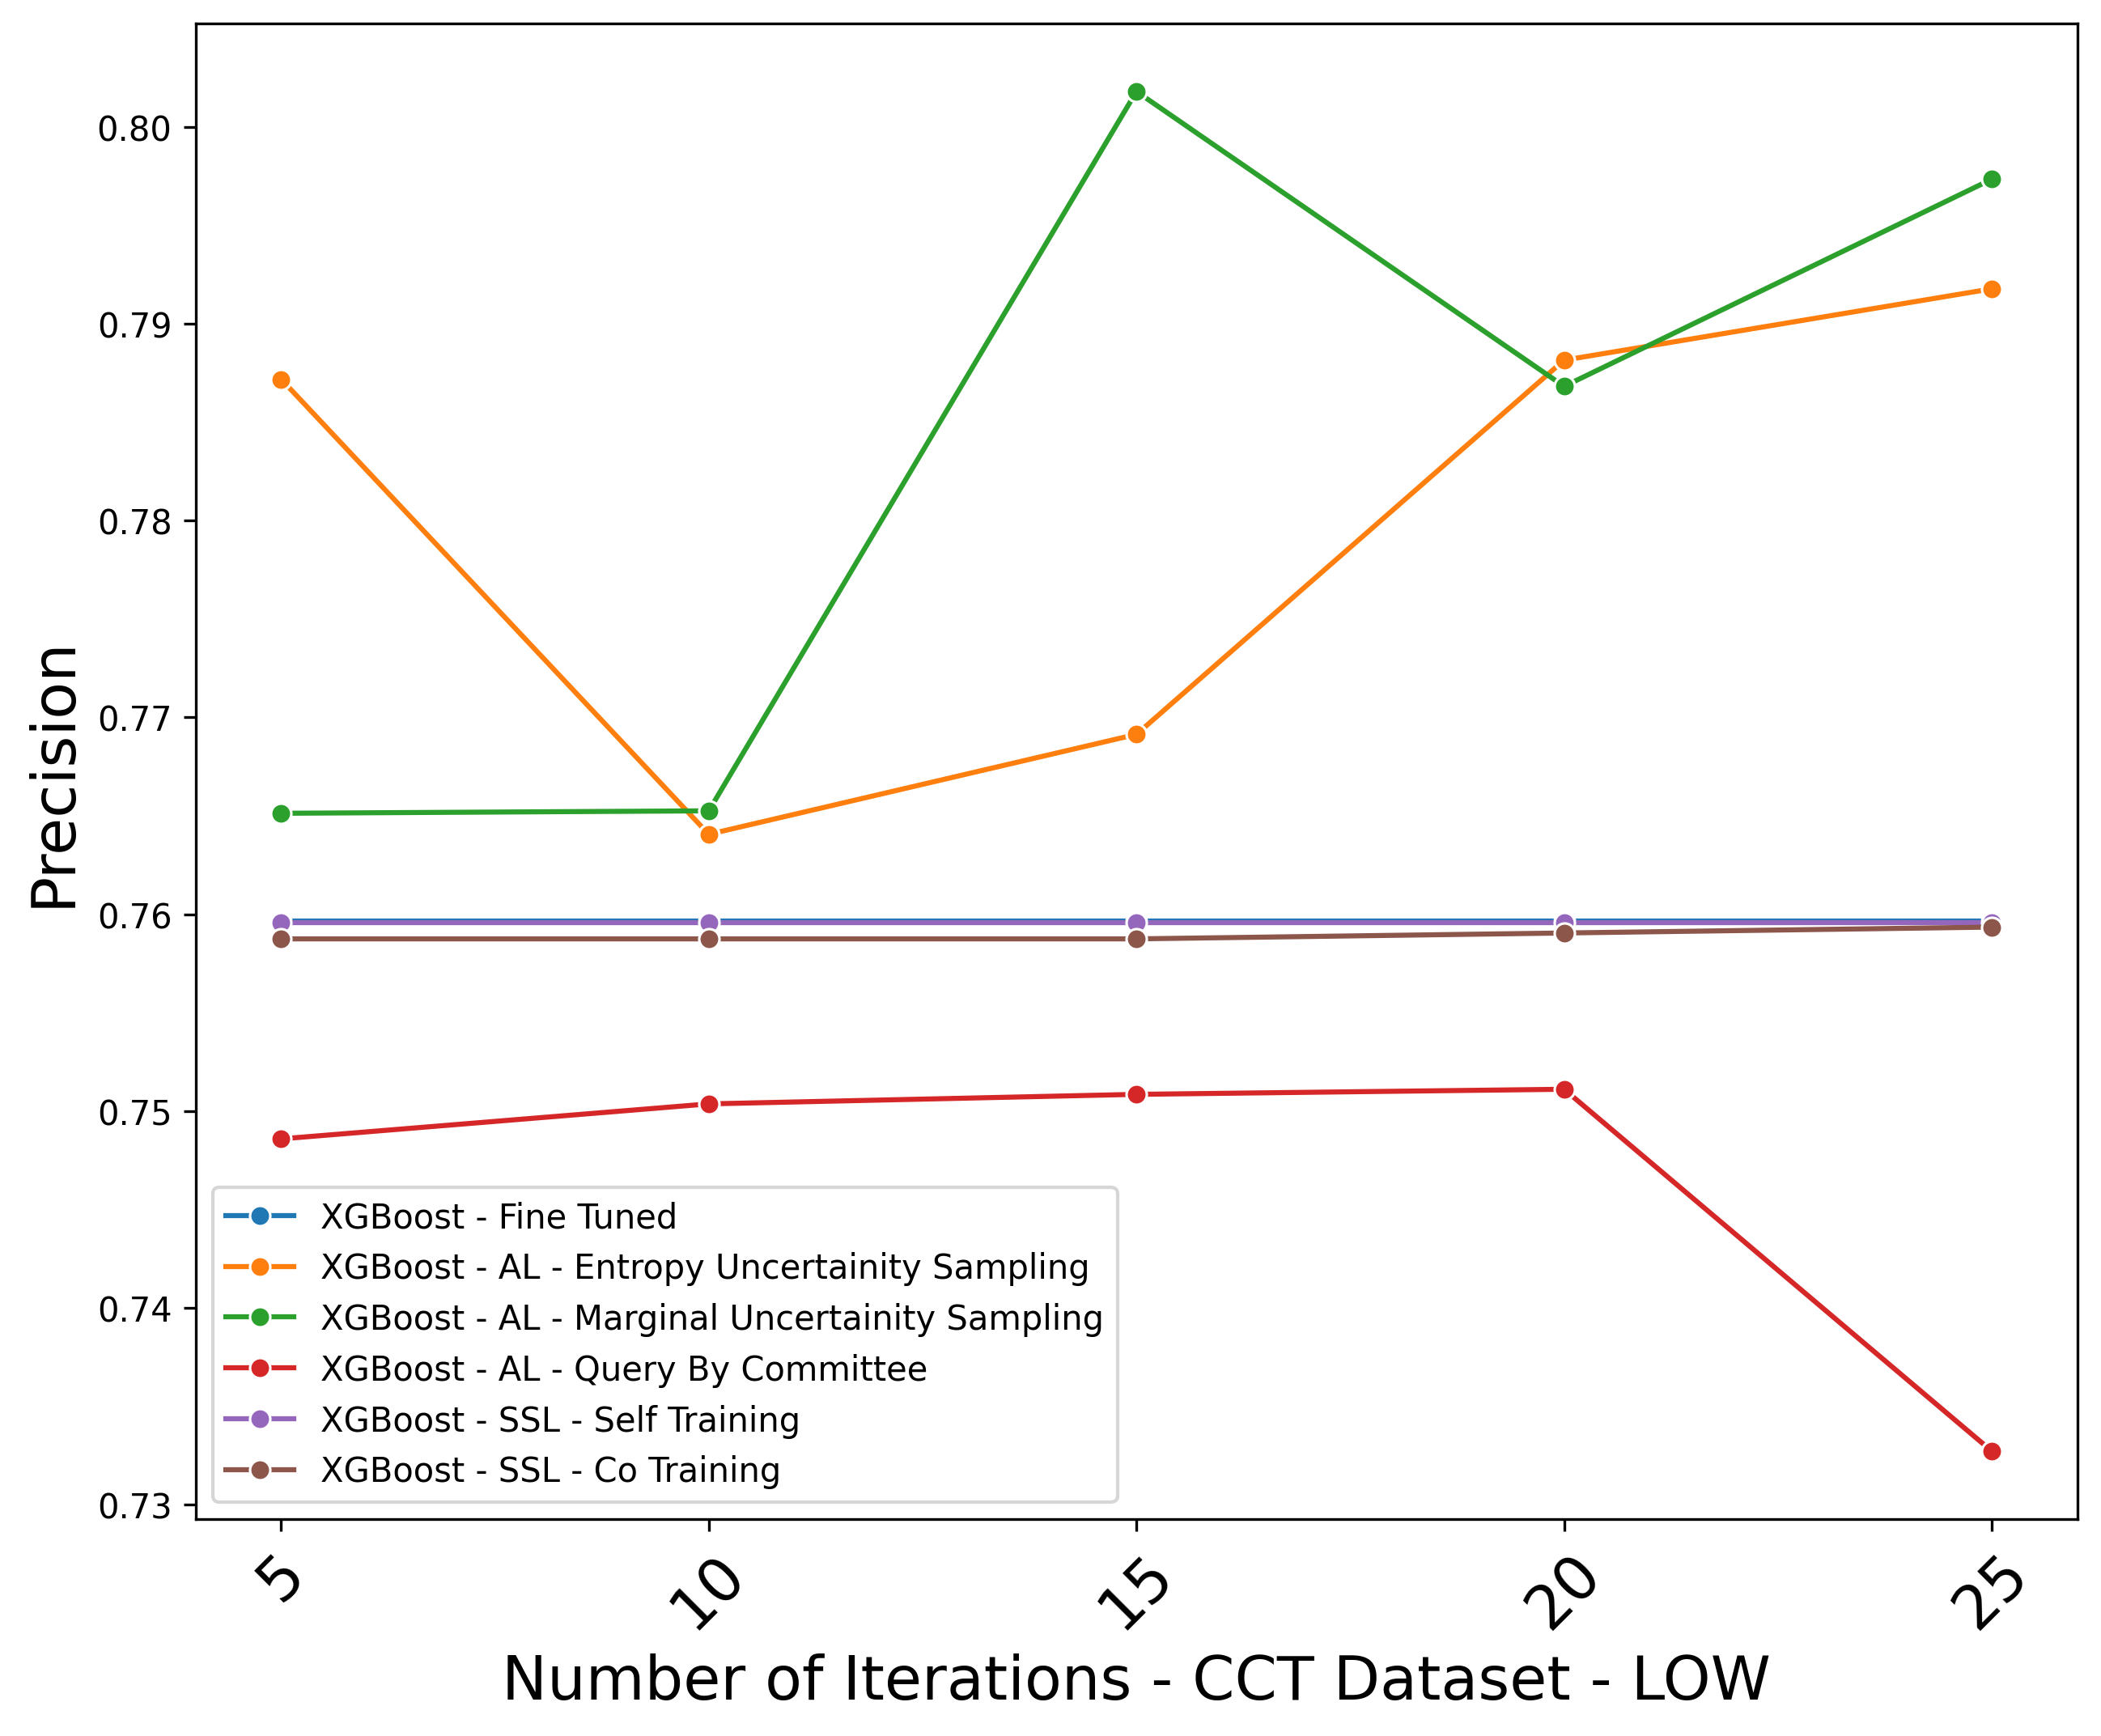 0.80
0.79
0.78
0.77
0.76
0.75
0.74
0.73
Precision
XGBoost - Fine Tuned
XGBoost - AL - Entropy Uncertainity Sampling
XGBoost - AL - Marginal Uncertainity Sampling
XGBoost - AL - Query By Committee
XGBoost - SSL - Self Training
XGBoost - SSL - Co Training
5
10
15
20
25
Number of Iterations - CCT Dataset - LOW